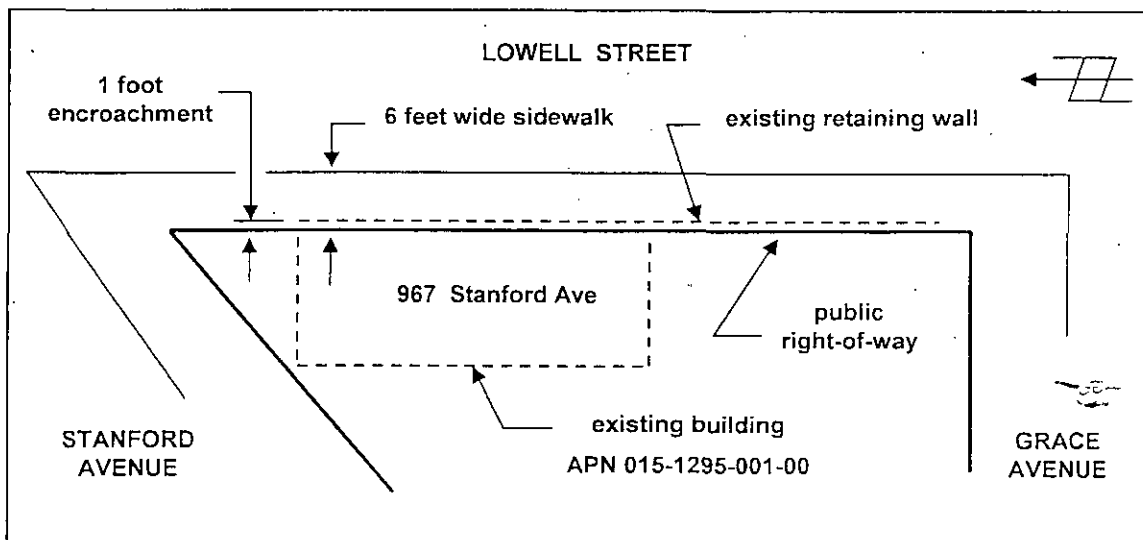 LOWELL STREET
1 foot
encroachment
6 feet wide sidewalk
existing retaining wall
967 Stanford Ave
public
right-of-way
existing building
APN 015-1295-001-00
STANFORD
AVENUE
GRACE
AVENUE